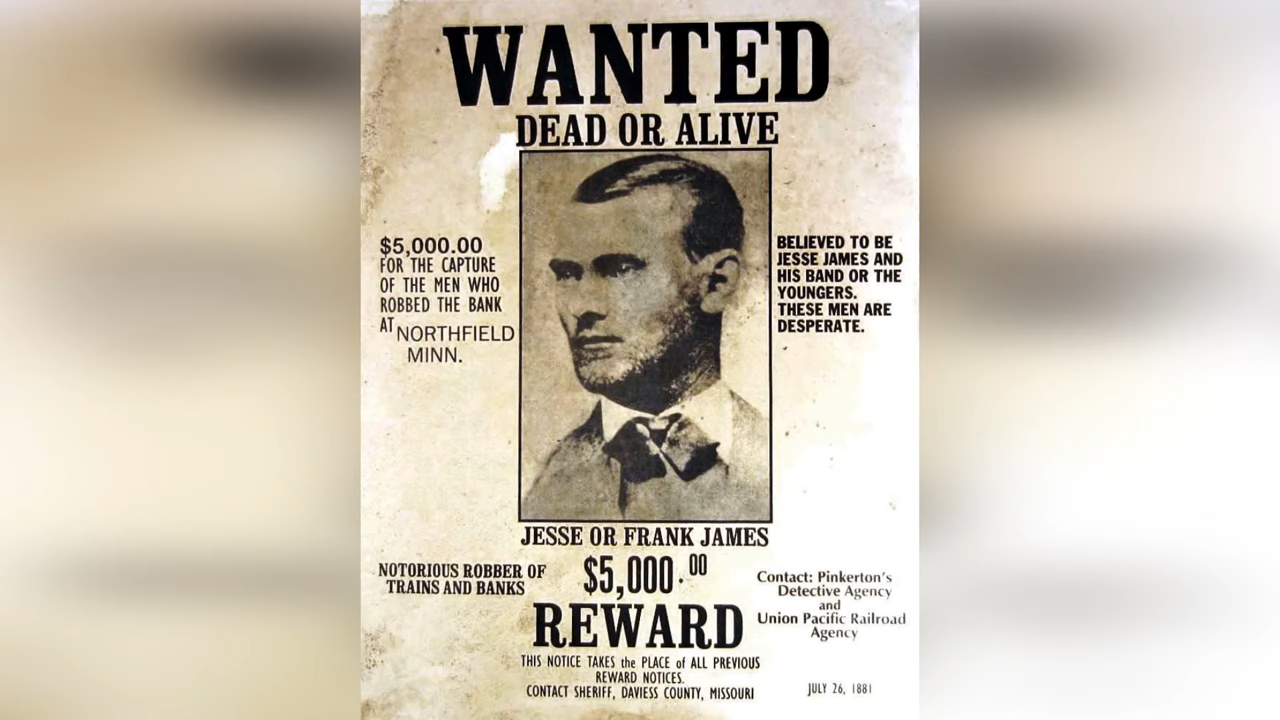 WANTED
DEAD OR ALIVE
$5,000.00
FOR THE CAPTURE
OF THE MEN WHO
ROBBED THE BANK
AT NORTHFIELD
MINN.
BELIEVED TO BE
JESSE JAMES AND
HIS BAND OR THE
YOUNGERS.
THESE MEN ARE
DESPERATE.
JESSE OR FRANK JAMES
NOTORIOUS ROBBER OF
TRAINS AND BANKS
$5,000.00
REWARD
Contact: Pinkerton's
Detective Agency
and
Union Pacific Railroad
Agency
THIS NOTICE TAKES the PLACE of ALL PREVIOUS
REWARD NOTICES.
CONTACT SHERIFF, DAVIESS COUNTY, MISSOURI
JULY 26, 1881